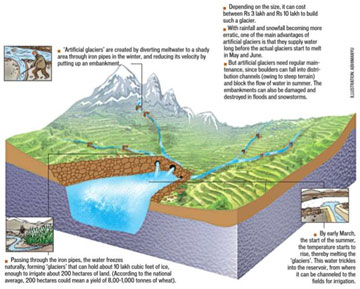 Depending on the size, it can cost
between Rs 3 lakh and Rs 10 lakh to build
such a glacier.
With rainfall and snowfall becoming more
erratic, one of the main advantages of
artificial glaciers is that they supply water
long before the actual glaciers start to melt
in May and June.
But artificial glaciers need regular main-
tenance, since boulders can fall into distri-
bution channels (owing to steep terrain)
and block the flow of water in summer. The
embankments can also be damaged and
destroyed in floods and snowstorms.
'Artificial glaciers' are created by diverting meltwater to a shady
area through iron pipes in the winter, and reducing its velocity by
putting up an embankment.
Passing through the iron pipes, the water freezes
naturally, forming 'glaciers' that can hold about 10 lakh cubic feet of ice,
enough to irrigate about 200 hectares of land. (According to the national
average, 200 hectares could mean a yield of 8,00-1,000 tonnes of wheat).
By early March,
the start of the summer,
the temperature starts to
rise, thereby melting the
'glaciers'. This water trickles
into the reservoir, from where
it can be channeled to the
fields for irrigation.